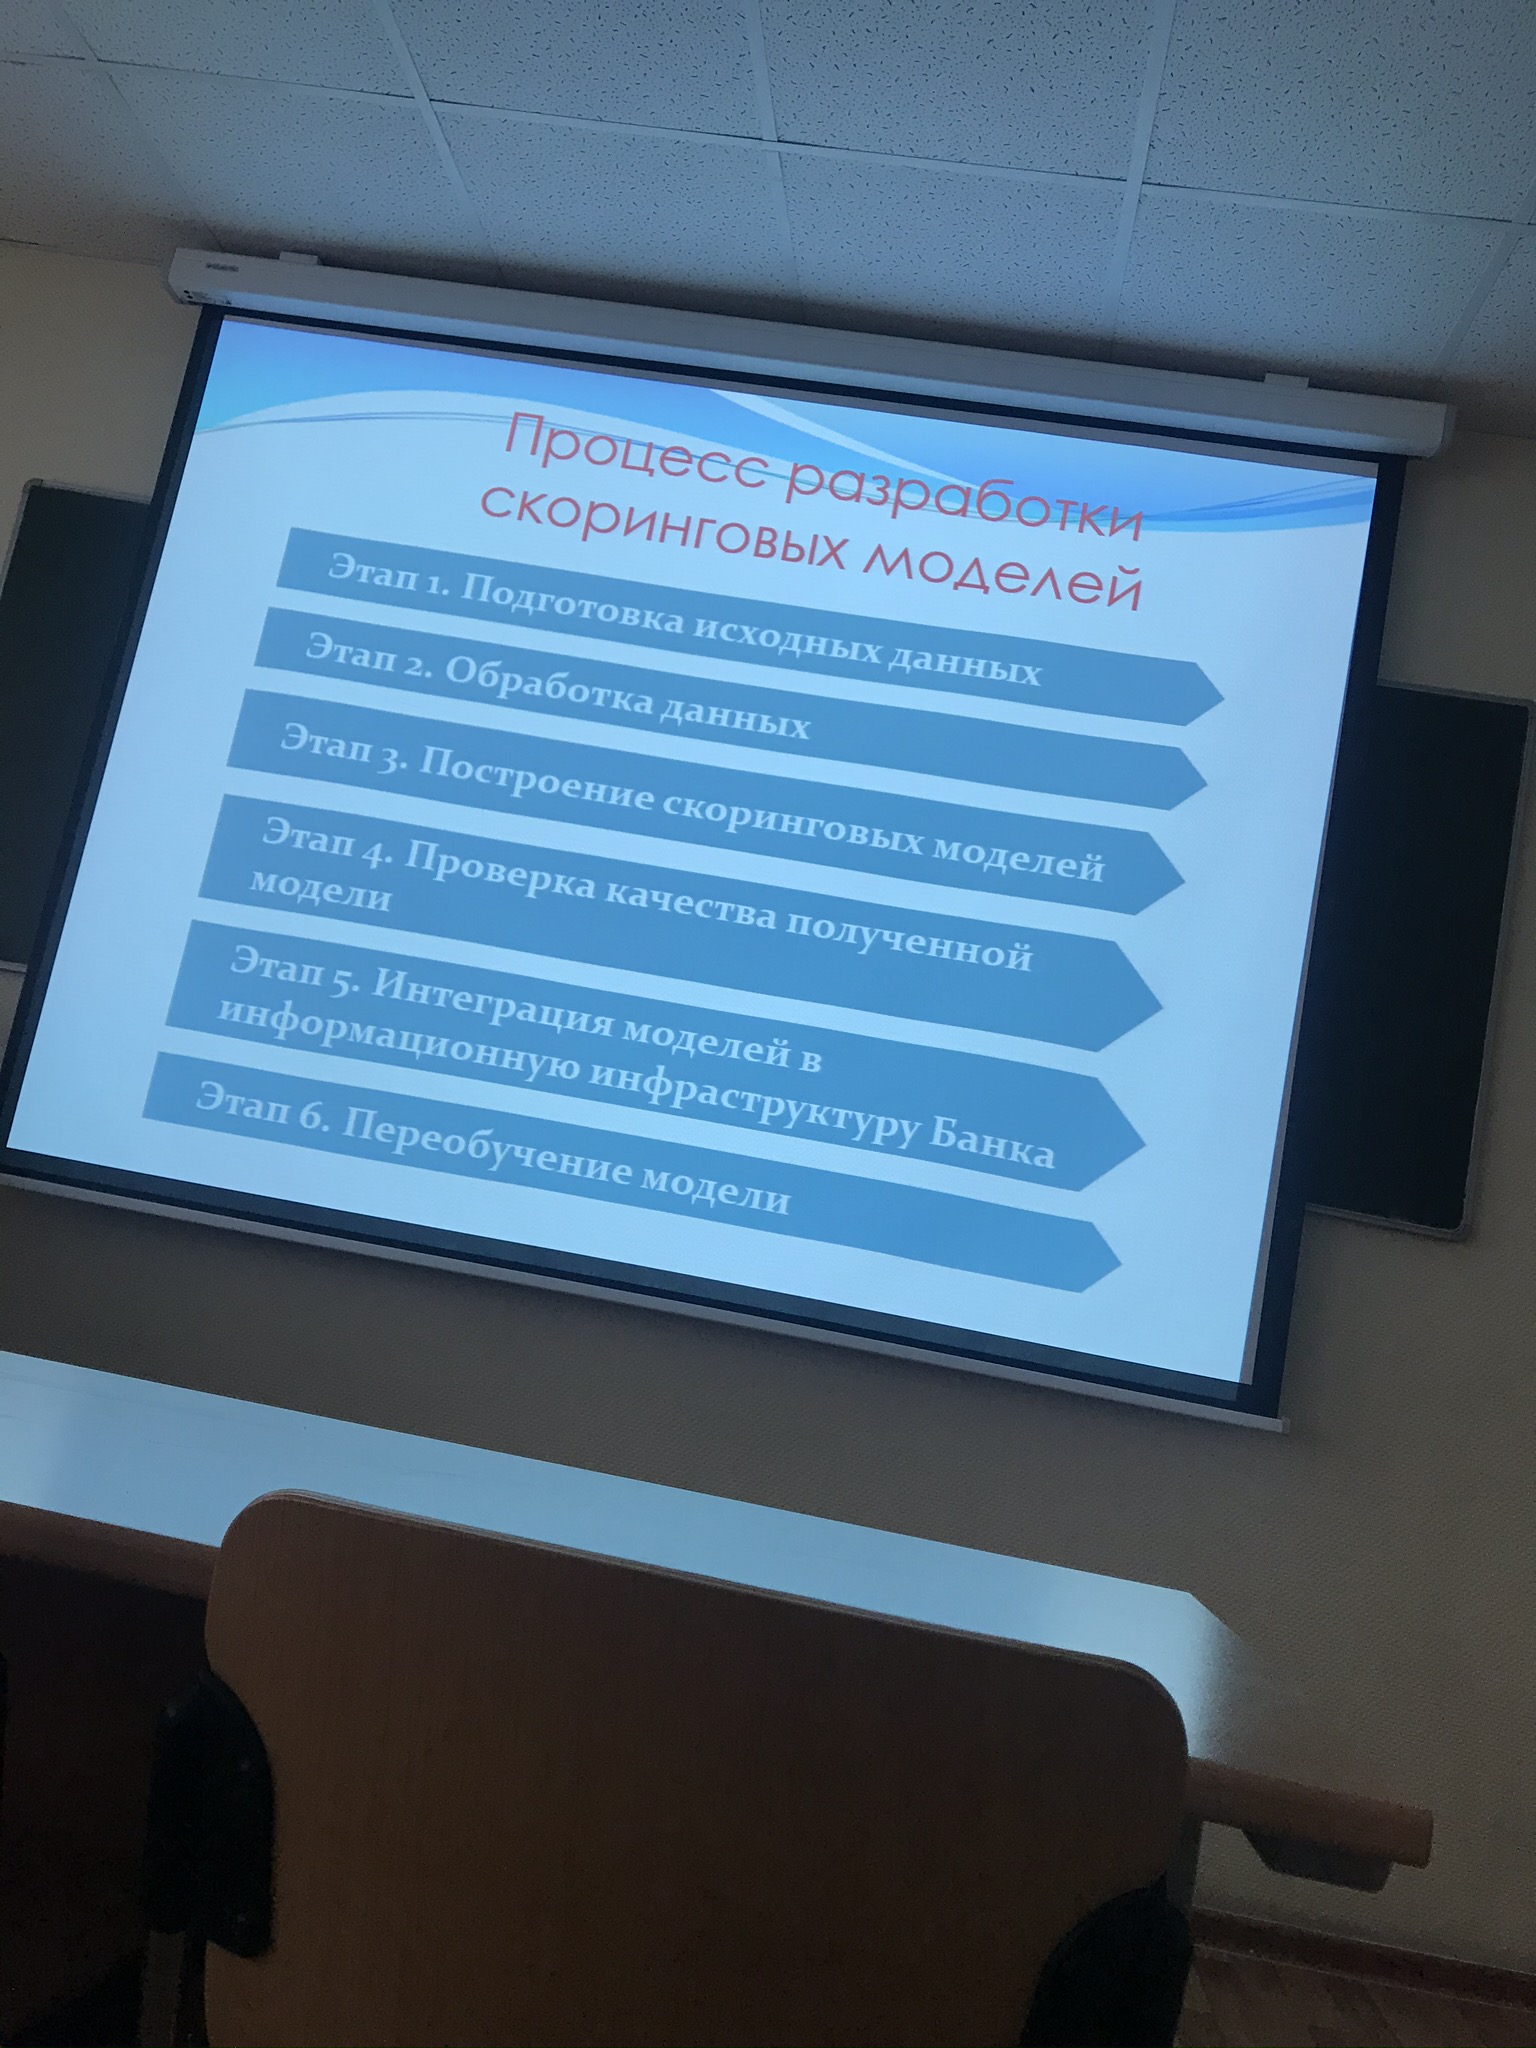 Процесс разработки
скоринговых моделей
Этап 1. Подготовка исходных данных
Этап 2. Обработка данных
Этап 3. Построение скоринговых моделей
Этап 4. Проверка качества полученной
модели
Этап 5. Интеграция моделей в
информационную инфраструктуру Банка
Этап 6. Переобучение модели